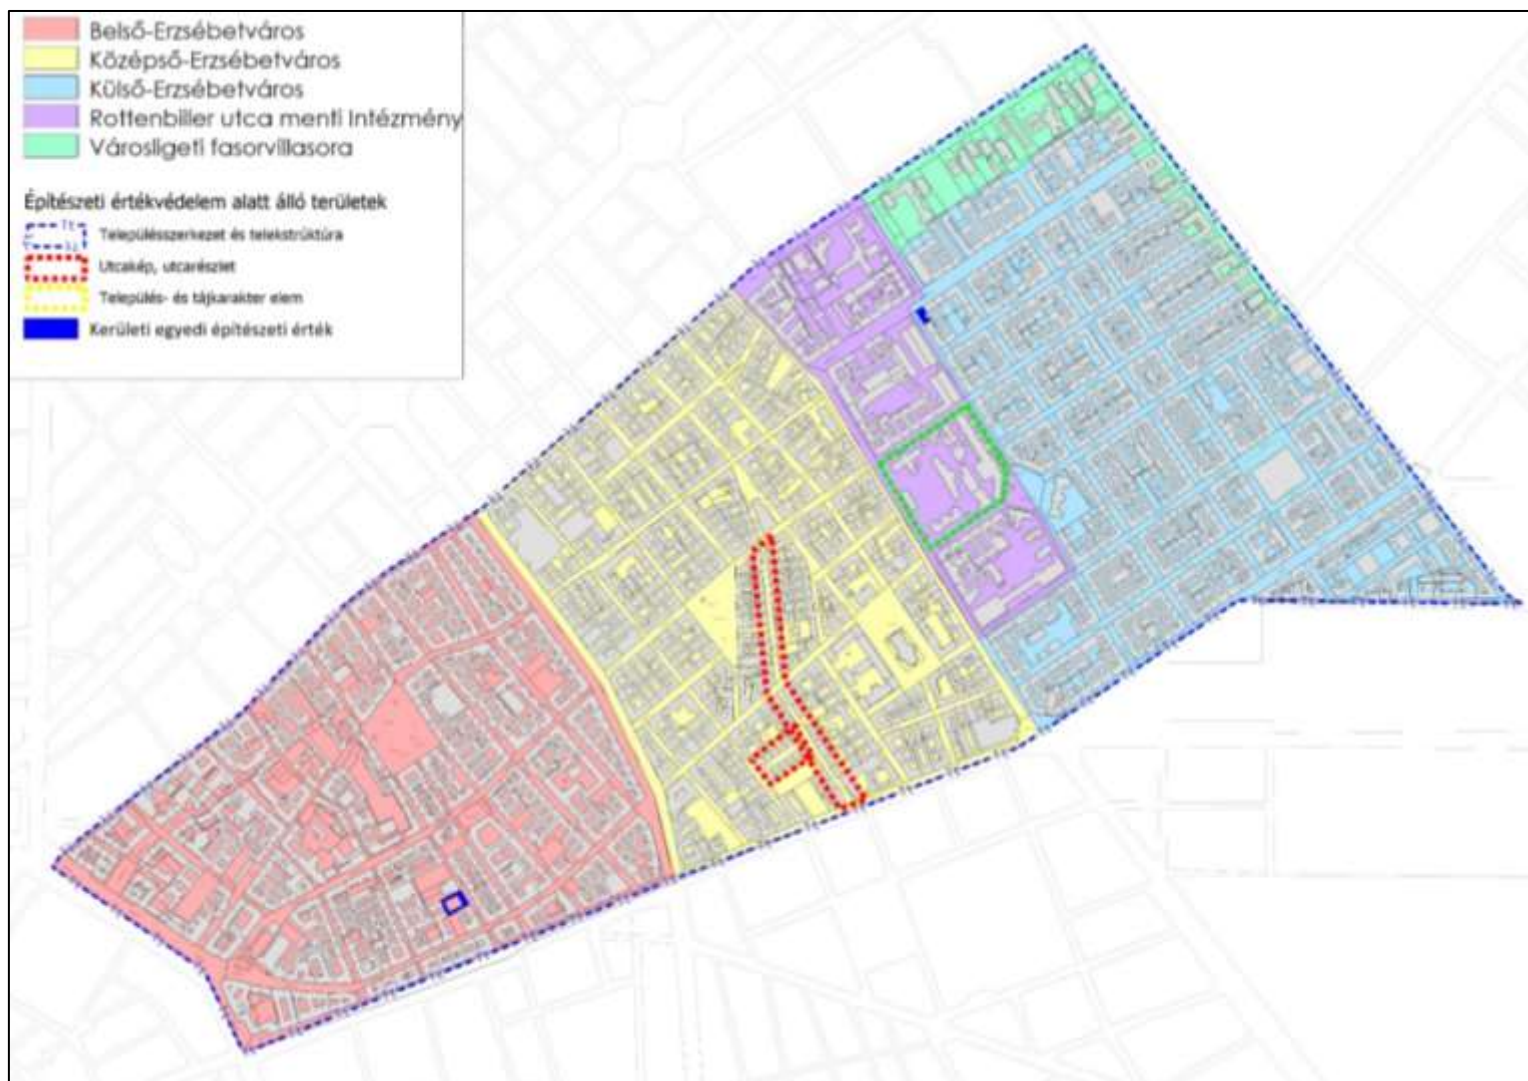 Belső-Erzsébetváros
Középső-Erzsébetváros
Külső-Erzsébetváros
Rottenbiller utca menti Intézmény
Városligeti fasorvillasora
Építészeti értékvédelem alatt álló területek
Településszerkezet és telekstrúktúra
Utcakép, utcarészlet
Település- és tájkarakter elem
Kerületi egyedi építészeti érték